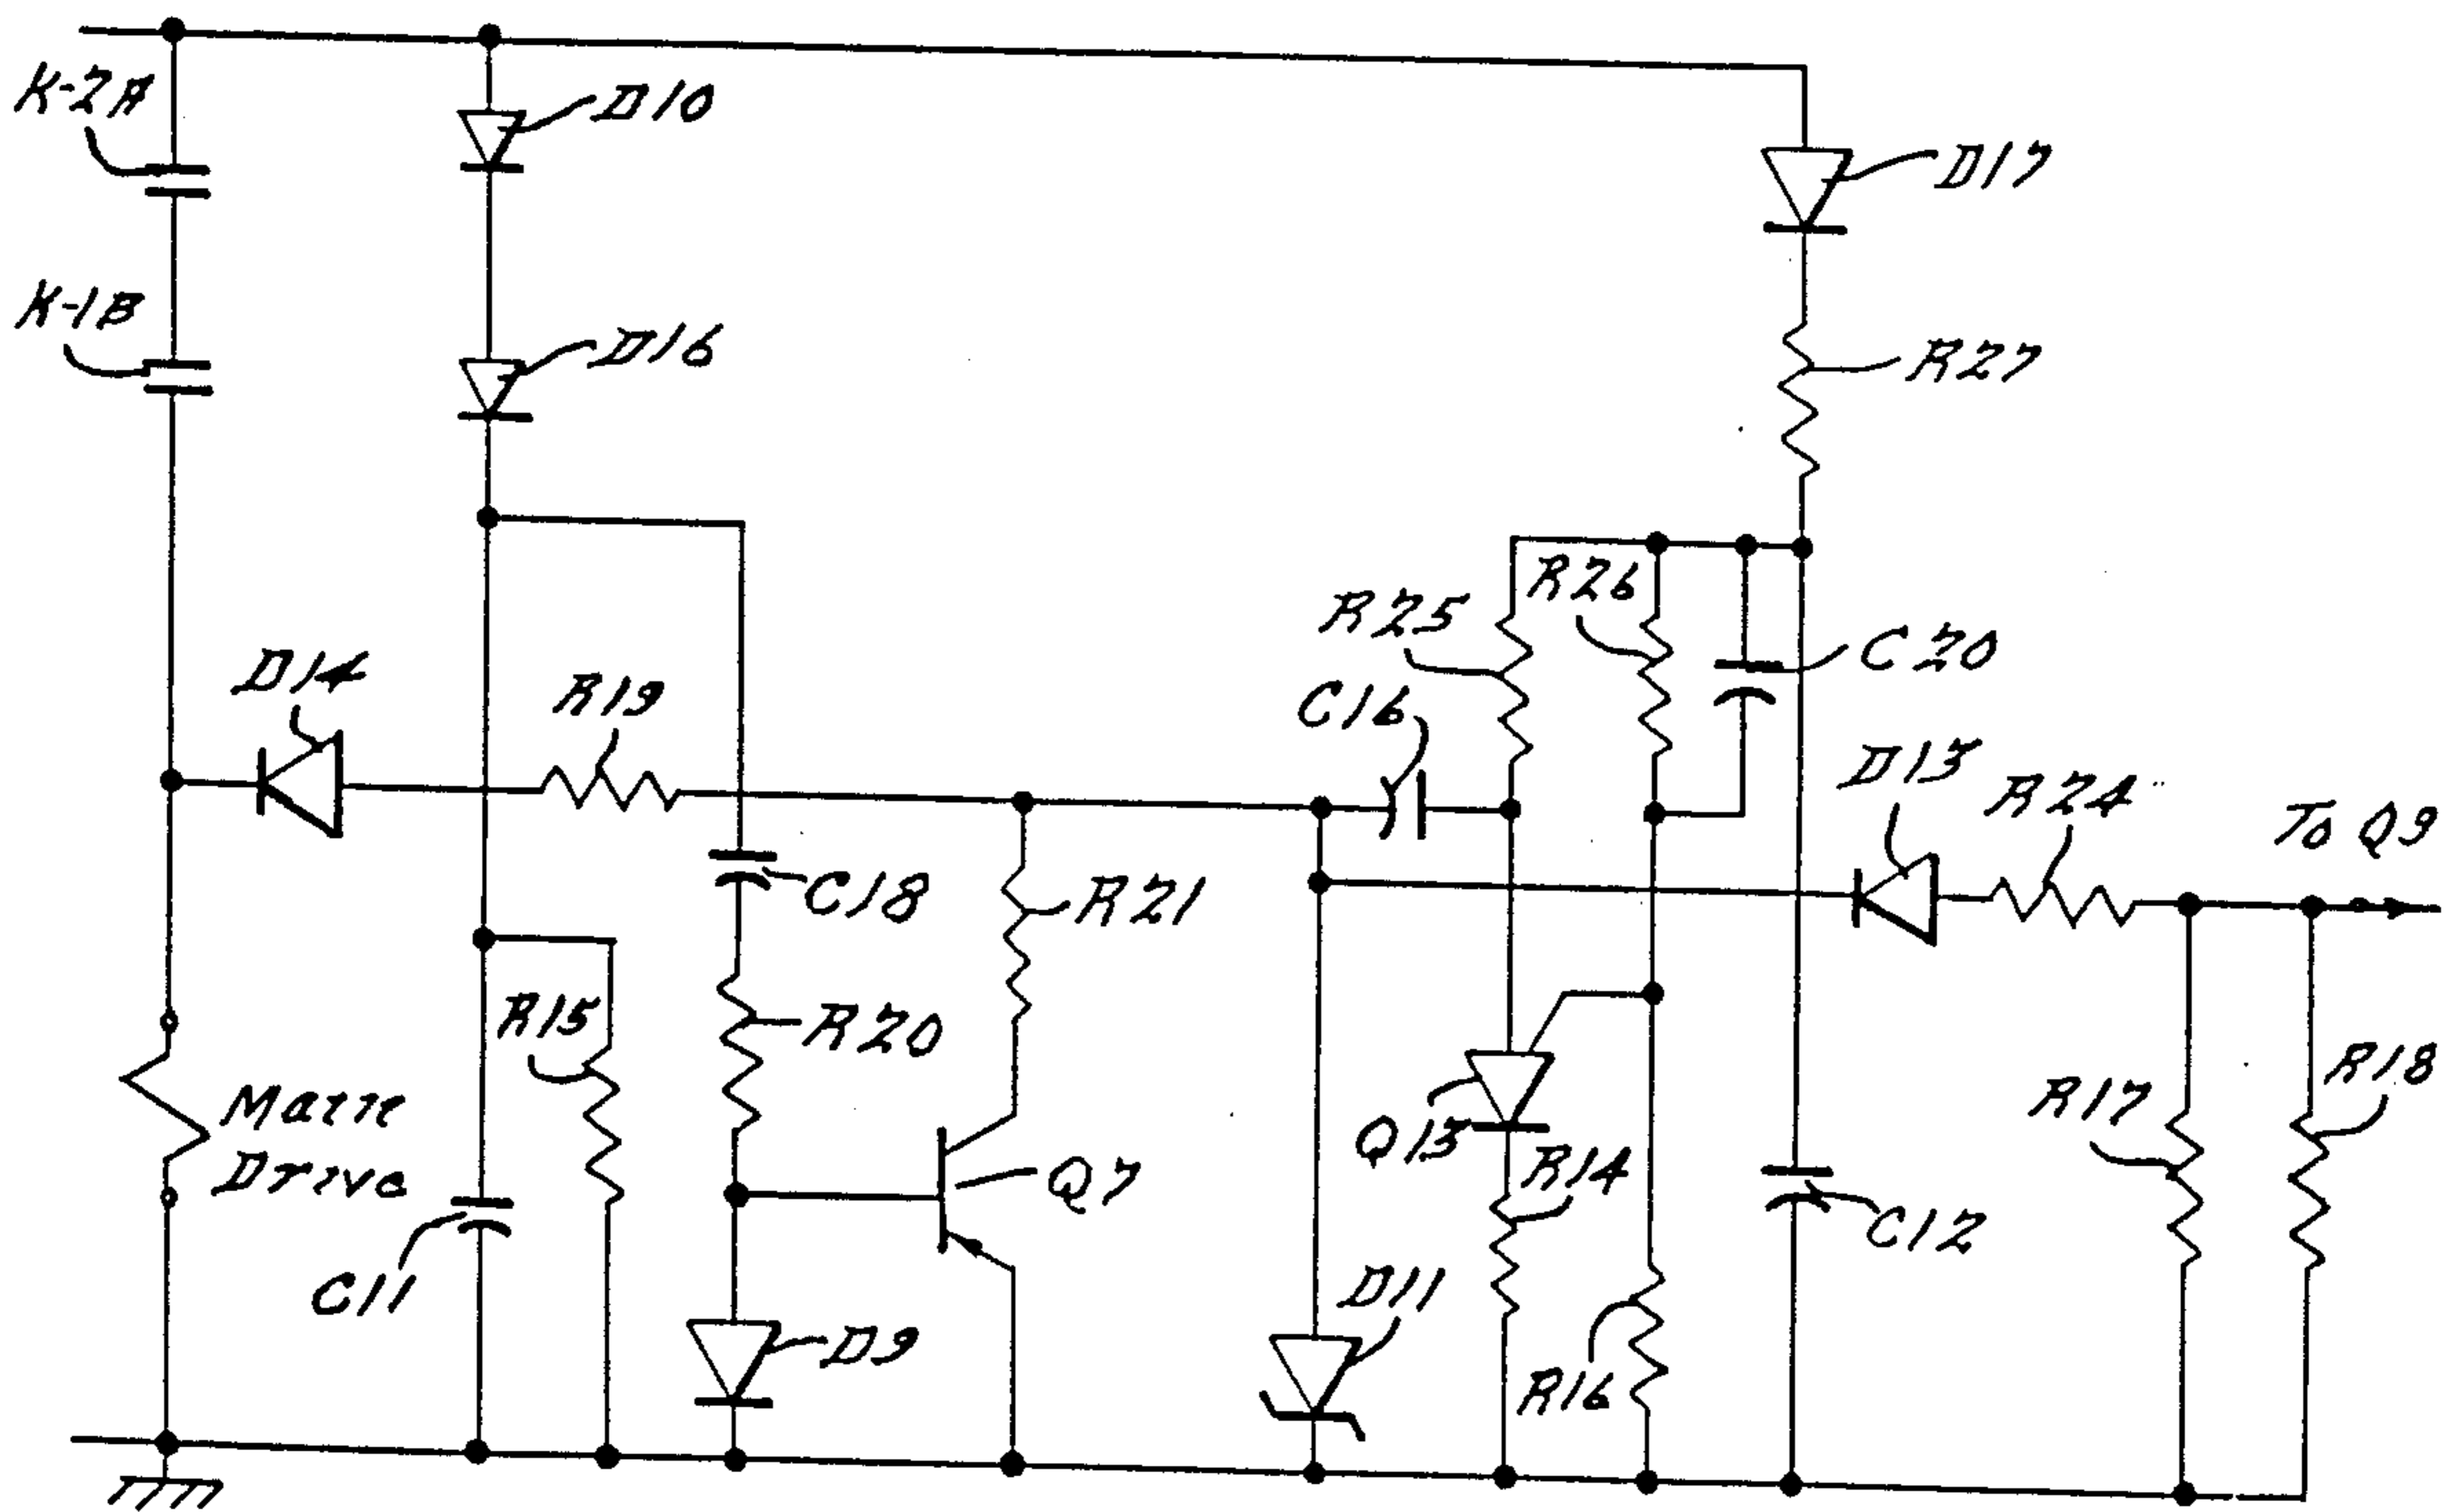 K-2A
D10
D17
K-1B
D16
R27
R26
R25
C20
D14
R19
C16
D13
R24
To Q9
C18
R21
R15
R20
Main
Drive
Q13
R14
R17
R18
Q7
C12
C11
D11
D9
R16